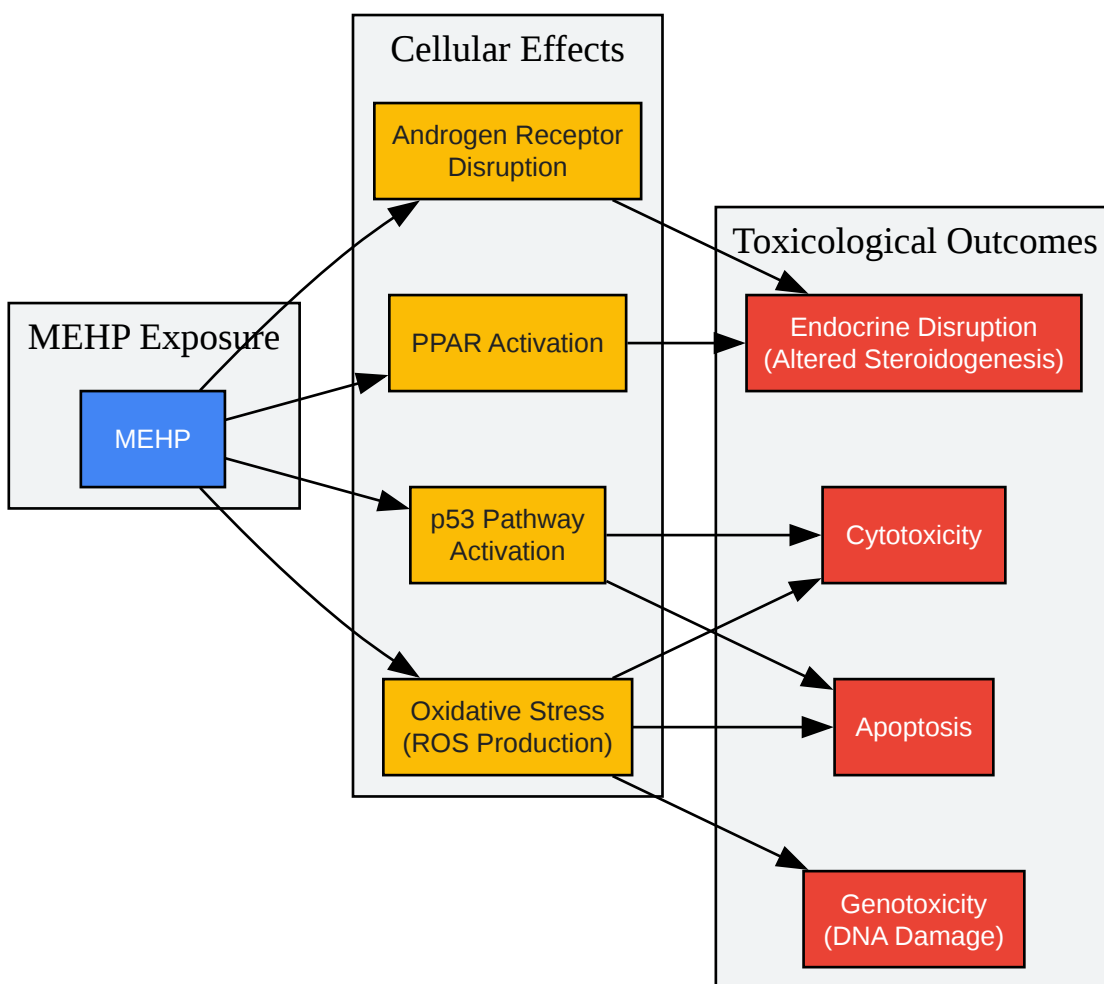 MEHP Exposure
MEHP
Cellular Effects
Androgen Receptor
Disruption
PPAR Activation
p53 Pathway
Activation
Oxidative Stress
(ROS Production)
Toxicological Outcomes
Endocrine Disruption
(Altered Steroidogenesis)
Cytotoxicity
Apoptosis
Genotoxicity
(DNA Damage)